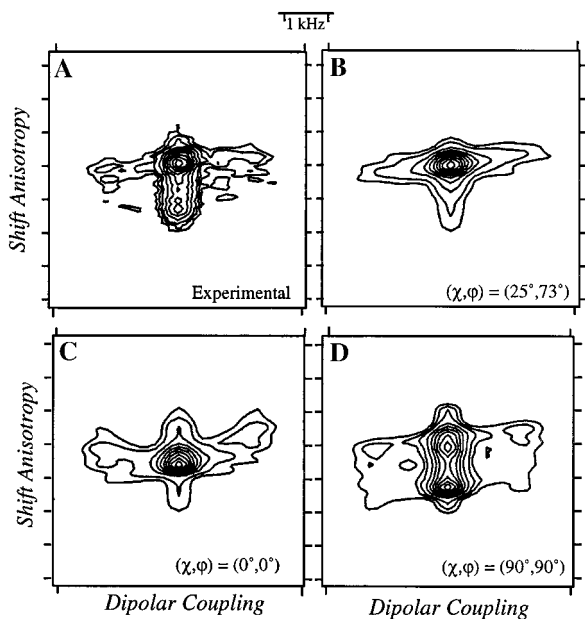 1 kHz
A
B
Shift Anisotropy
Experimental
(χ,φ) = (25°,73°)
C
D
Shift Anisotropy
(χ,φ) = (0°,0°)
(χ,φ) = (90°,90°)
Dipolar Coupling
Dipolar Coupling